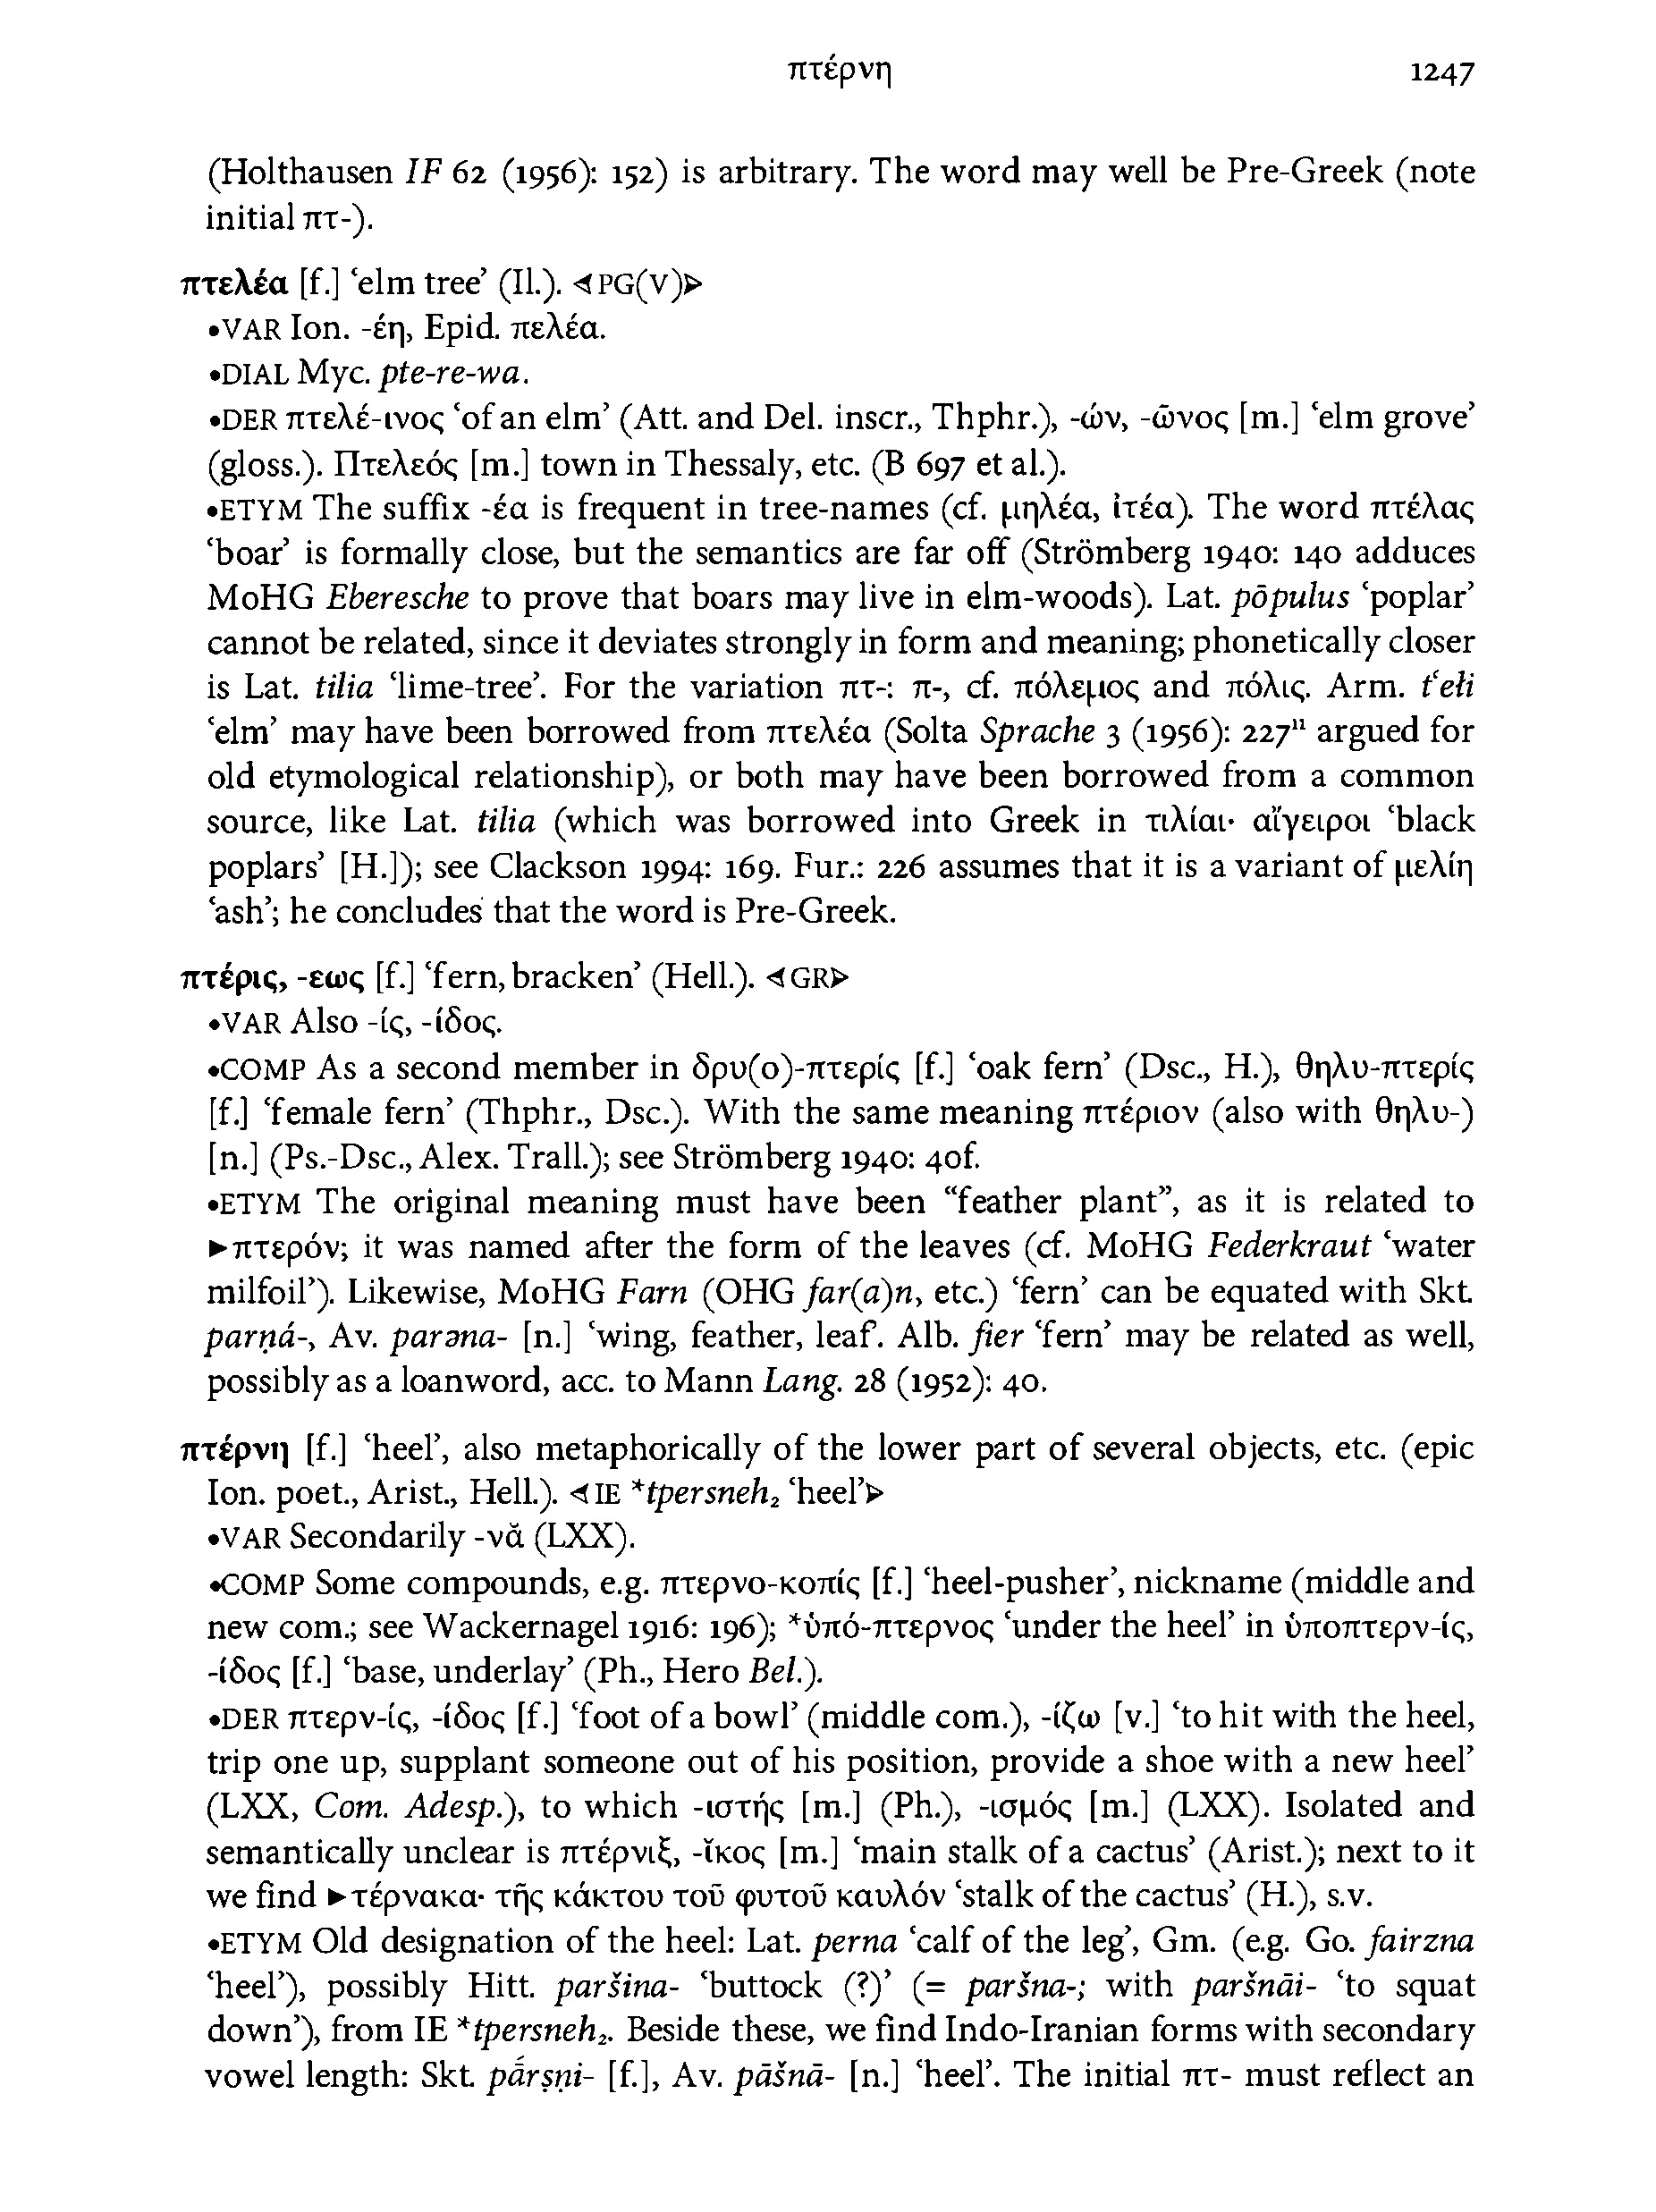 πτέρνη 1247
(Holthausen IF 62 (1956): 152) is arbitrary. The word may well be Pre-Greek (note
initial πτ-).
πτελέα [f.] ‘elm tree’ (Il.). ⊲PG(V)⊳
•VAR Ion. -έη, Epid. πελέα.
•DIAL Myc. pte-re-wa.
•DER πτελέ-ινος ‘of an elm’ (Att. and Del. inscr., Thphr.), -ών, -ῶνος [m.] ‘elm grove’
(gloss.). Πτελεός [m.] town in Thessaly, etc. (B 697 et al.).
•ETYM The suffix -έα is frequent in tree-names (cf. μηλέα, ἰτέα). The word πτέλας
‘boar’ is formally close, but the semantics are far off (Strömberg 1940: 140 adduces
MoHG Eberesche to prove that boars may live in elm-woods). Lat. pōpulus ‘poplar’
cannot be related, since it deviates strongly in form and meaning; phonetically closer
is Lat. tilia ‘lime-tree’. For the variation πτ-: π-, cf. πόλεμος and πόλις. Arm. t‘ełi
‘elm’ may have been borrowed from πτελέα (Solta Sprache 3 (1956): 227¹¹ argued for
old etymological relationship), or both may have been borrowed from a common
source, like Lat. tilia (which was borrowed into Greek in τιλίαι· αἴγειροι ‘black
poplars’ [H.]); see Clackson 1994: 169. Fur.: 226 assumes that it is a variant of μελίη
‘ash’; he concludes that the word is Pre-Greek.
πτέρις, -εως [f.] ‘fern, bracken’ (Hell.). ⊲GR⊳
•VAR Also -ίς, -ίδος.
•COMP As a second member in δρυ(ο)-πτερίς [f.] ‘oak fern’ (Dsc., H.), θηλυ-πτερίς
[f.] ‘female fern’ (Thphr., Dsc.). With the same meaning πτέριον (also with θηλυ-)
[n.] (Ps.-Dsc., Alex. Trall.); see Strömberg 1940: 40f.
•ETYM The original meaning must have been “feather plant”, as it is related to
►πτερόν; it was named after the form of the leaves (cf. MoHG Federkraut ‘water
milfoil’). Likewise, MoHG Farn (OHG far(a)n, etc.) ‘fern’ can be equated with Skt.
parṇá-, Av. parəna- [n.] ‘wing, feather, leaf’. Alb. fier ‘fern’ may be related as well,
possibly as a loanword, acc. to Mann Lang. 28 (1952): 40.
πτέρνη [f.] ‘heel’, also metaphorically of the lower part of several objects, etc. (epic
Ion. poet., Arist., Hell.). ⊲IE *tpersneh₂ ‘heel’⊳
•VAR Secondarily -νᾰ (LXX).
•COMP Some compounds, e.g. πτερνο-κοπίς [f.] ‘heel-pusher’, nickname (middle and
new com.; see Wackernagel 1916: 196); *ὑπό-πτερνος ‘under the heel’ in ὑποπτερν-ίς,
-ίδος [f.] ‘base, underlay’ (Ph., Hero Bel.).
•DER πτερν-ίς, -ίδος [f.] ‘foot of a bowl’ (middle com.), -ίζω [v.] ‘to hit with the heel,
trip one up, supplant someone out of his position, provide a shoe with a new heel’
(LXX, Com. Adesp.), to which -ιστής [m.] (Ph.), -ισμός [m.] (LXX). Isolated and
semantically unclear is πτέρνιξ, -ῐκος [m.] ‘main stalk of a cactus’ (Arist.); next to it
we find ►τέρνακα· τῆς κάκτου τοῦ φυτοῦ καυλόν ‘stalk of the cactus’ (H.), s.v.
•ETYM Old designation of the heel: Lat. perna ‘calf of the leg’, Gm. (e.g. Go. fairzna
‘heel’), possibly Hitt. paršina- ‘buttock (?)’ (= paršna-; with paršnāi- ‘to squat
down’), from IE *tpersneh₂. Beside these, we find Indo-Iranian forms with secondary
vowel length: Skt. pā́rṣṇi- [f.], Av. pāšnā- [n.] ‘heel’. The initial πτ- must reflect an